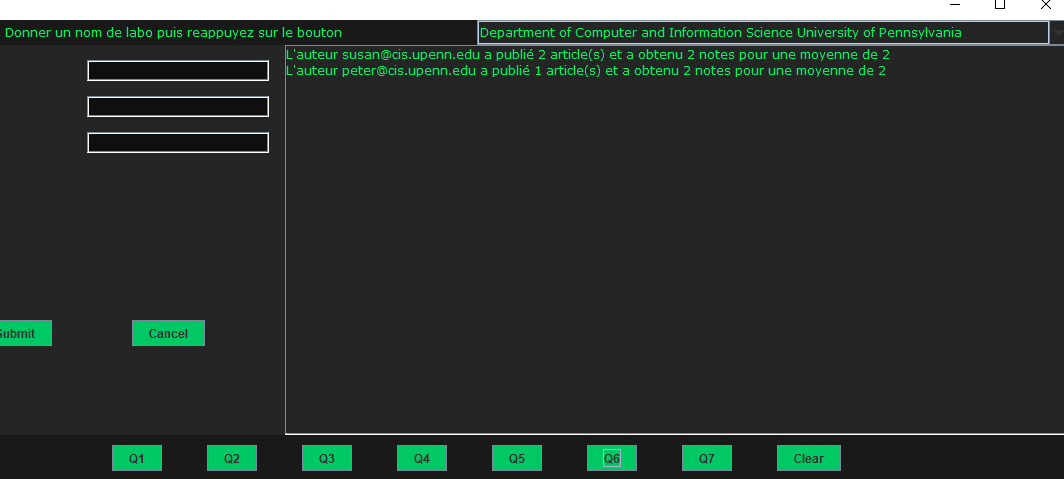 Donner un nom de labo puis reappuyez sur le bouton
Department of Computer and Information Science University of Pennsylvania
L'auteur susan@cis.upenn.edu a publié 2 article(s) et a obtenu 2 notes pour une moyenne de 2
L'auteur peter@cis.upenn.edu a publié 1 article(s) et a obtenu 2 notes pour une moyenne de 2
Submit
Cancel
Q1
Q2
Q3
Q4
Q5
Q6
Q7
Clear